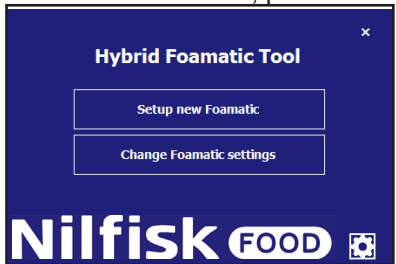 ×
Hybrid Foamatic Tool
Setup new Foamatic
Change Foamatic settings
Nilfisk FOOD